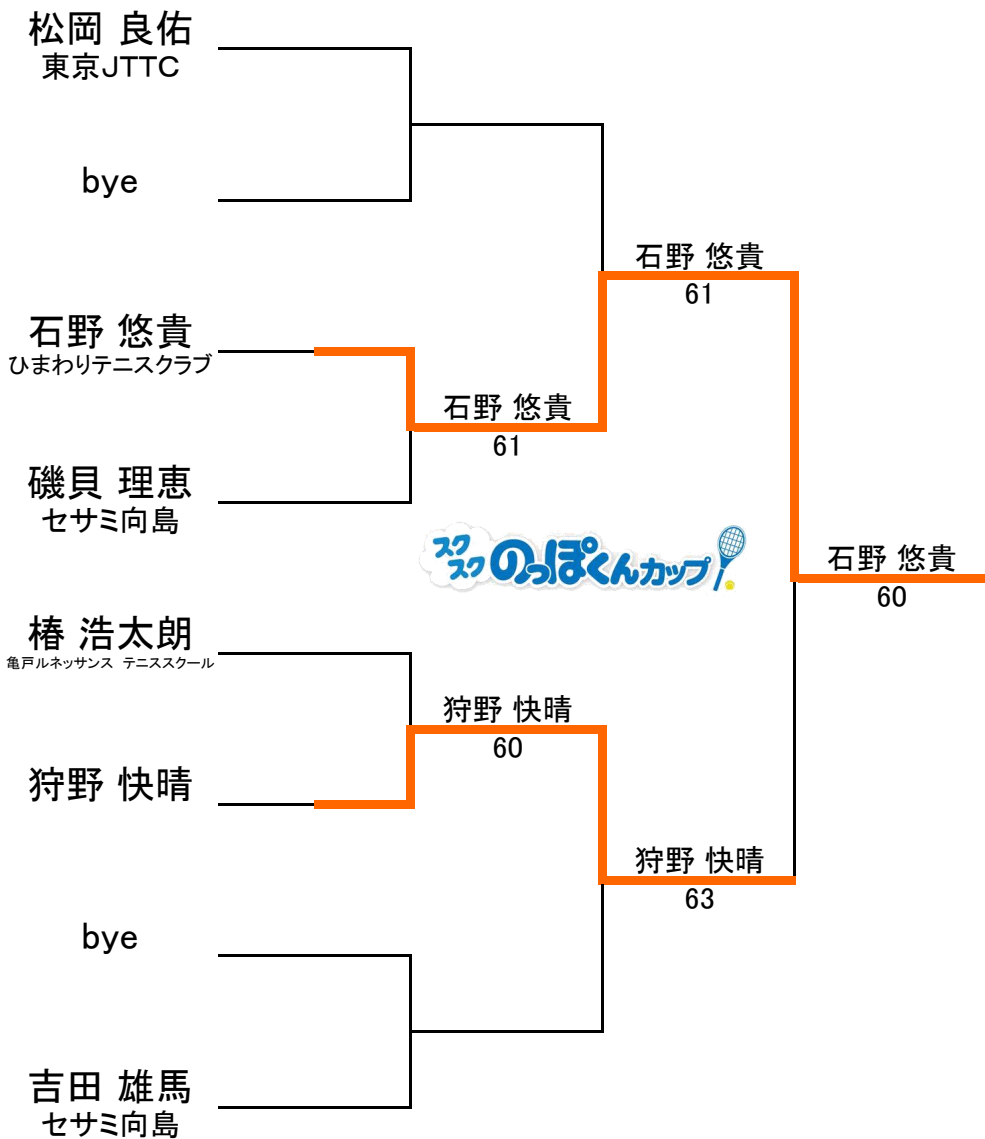 松岡 良佑
東京JTTC
bye
石野 悠貴
61
石野 悠貴
ひまわりテニスクラブ
石野 悠貴
61
磯貝 理恵
セサミ向島
スクスクのっぽくんカップ
石野 悠貴
60
椿 浩太朗
亀戸ルネッサンス テニススクール
狩野 快晴
60
狩野 快晴
狩野 快晴
63
bye
吉田 雄馬
セサミ向島